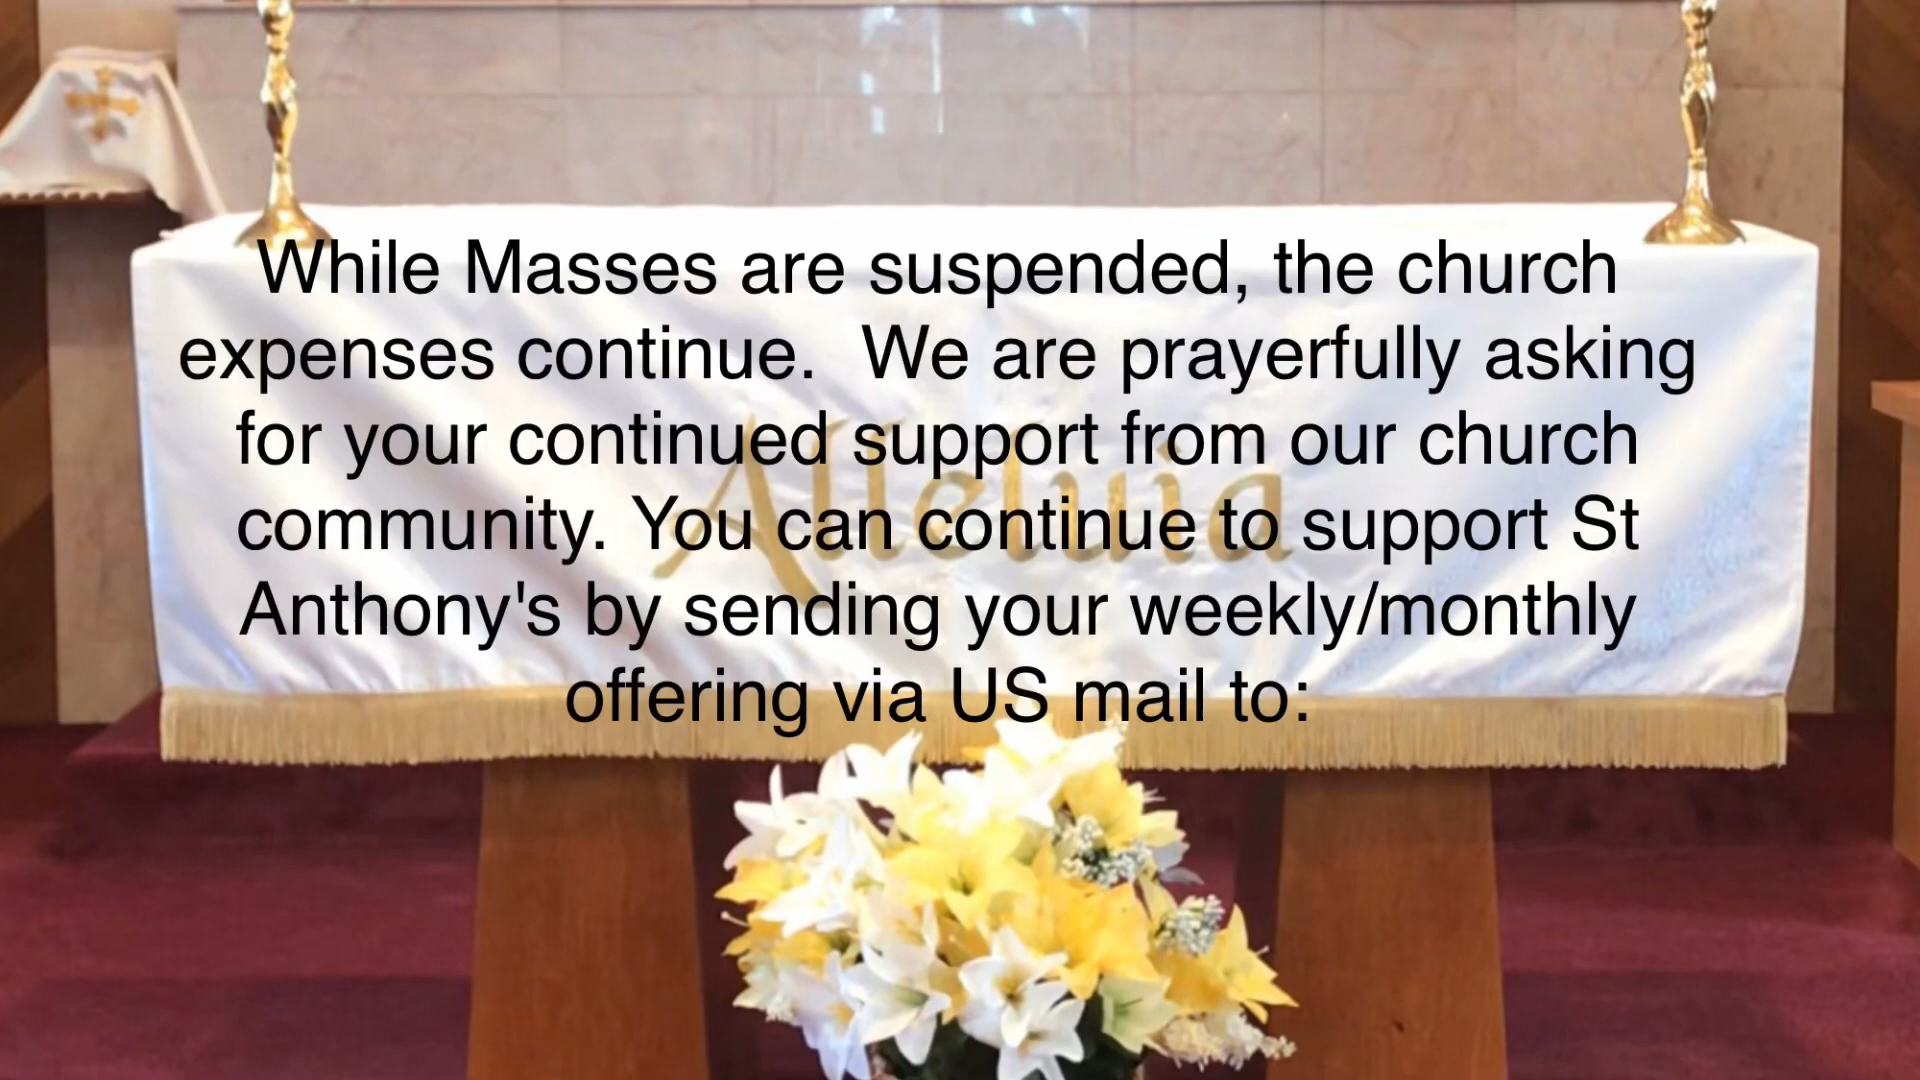 While Masses are suspended, the church
expenses continue.  We are prayerfully asking
for your continued support from our church
community. You can continue to support St
Anthony's by sending your weekly/monthly
offering via US mail to:
Alleluia